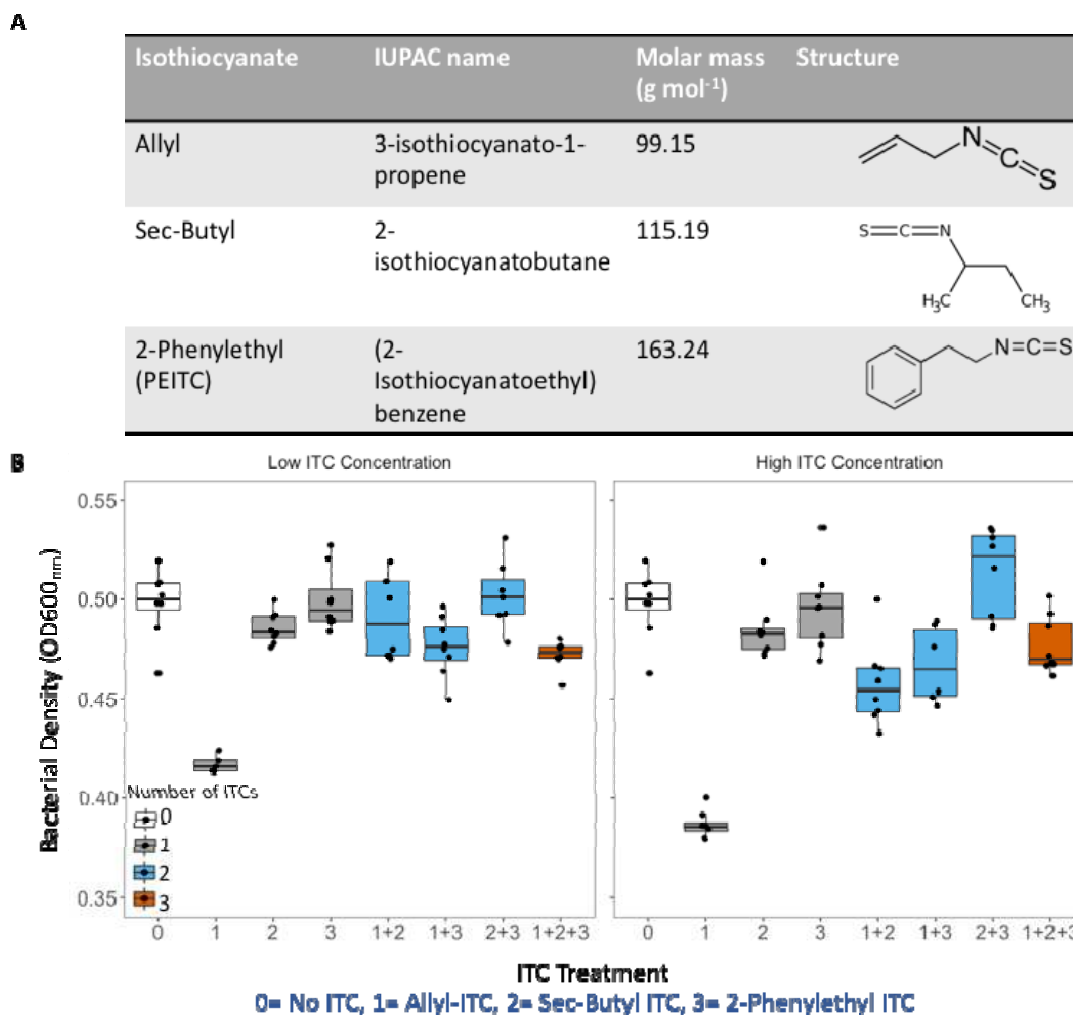 A
Isothiocyanate IUPAC name Molar mass (g mol⁻¹) Structure
Allyl 3-isothiocyanato-1-propene 99.15
N
C
S
Sec-Butyl 2-isothiocyanatobutane 115.19
S C N
H₃C CH₃
2-Phenylethyl (PEITC) (2-Isothiocyanatoethyl) benzene 163.24
N=C=S
B
Low ITC Concentration High ITC Concentration
Bacterial Density (OD600nm)
0.55
0.50
0.45
0.40
0.35
Number of ITCs
0
1
2
3
0 1 2 3 1+2 1+3 2+3 1+2+3 0 1 2 3 1+2 1+3 2+3 1+2+3
ITC Treatment
0= No ITC, 1= Allyl-ITC, 2= Sec-Butyl ITC, 3= 2-Phenylethyl ITC